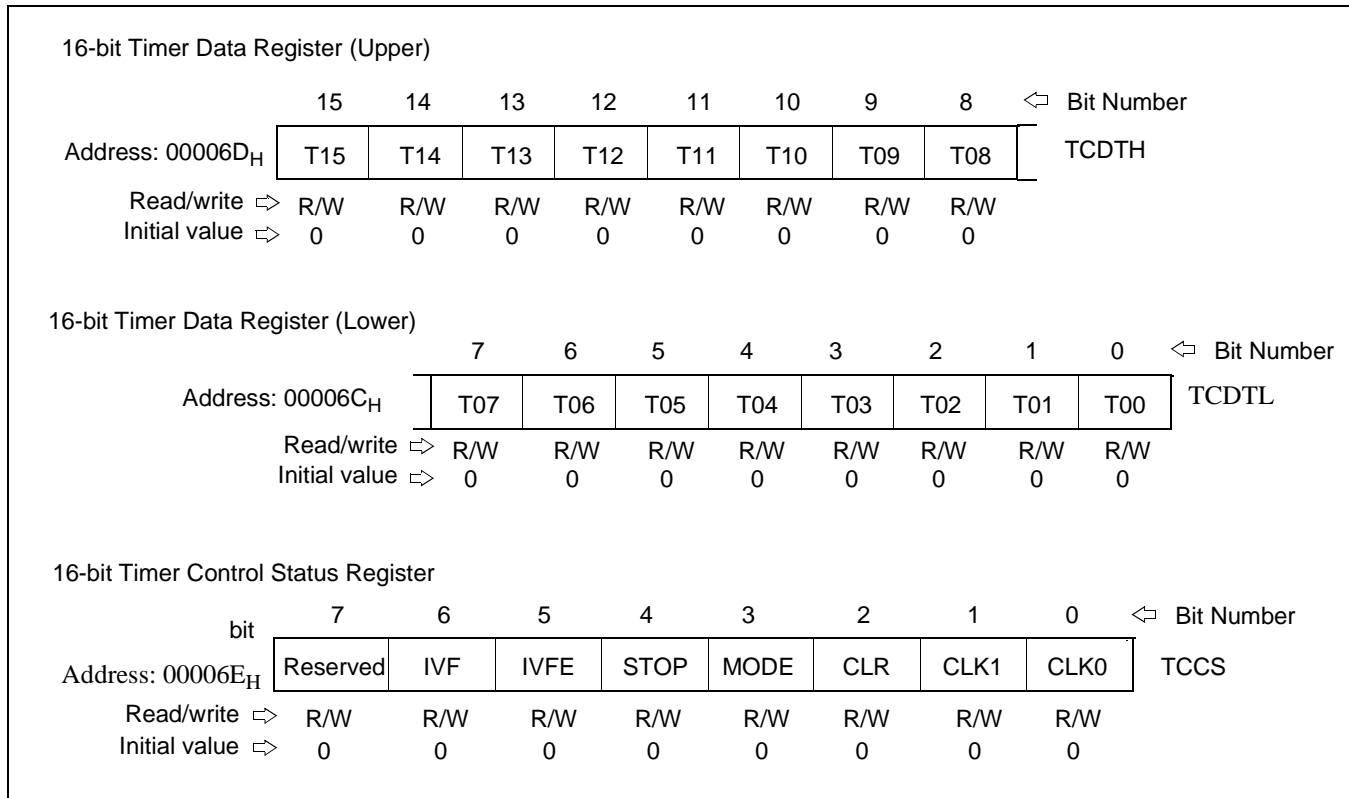 16-bit Timer Data Register (Upper)
15 14 13 12 11 10 9 8 ⇦ Bit Number
Address: 00006DH T15 T14 T13 T12 T11 T10 T09 T08 TCDTH
Read/write ⇨ R/W R/W R/W R/W R/W R/W R/W R/W
Initial value ⇨ 0 0 0 0 0 0 0 0
16-bit Timer Data Register (Lower)
7 6 5 4 3 2 1 0 ⇦ Bit Number
Address: 00006CH T07 T06 T05 T04 T03 T02 T01 T00 TCDTL
Read/write ⇨ R/W R/W R/W R/W R/W R/W R/W R/W
Initial value ⇨ 0 0 0 0 0 0 0 0
16-bit Timer Control Status Register
bit 7 6 5 4 3 2 1 0 ⇦ Bit Number
Address: 00006EH Reserved IVF IVFE STOP MODE CLR CLK1 CLK0 TCCS
Read/write ⇨ R/W R/W R/W R/W R/W R/W R/W R/W
Initial value ⇨ 0 0 0 0 0 0 0 0